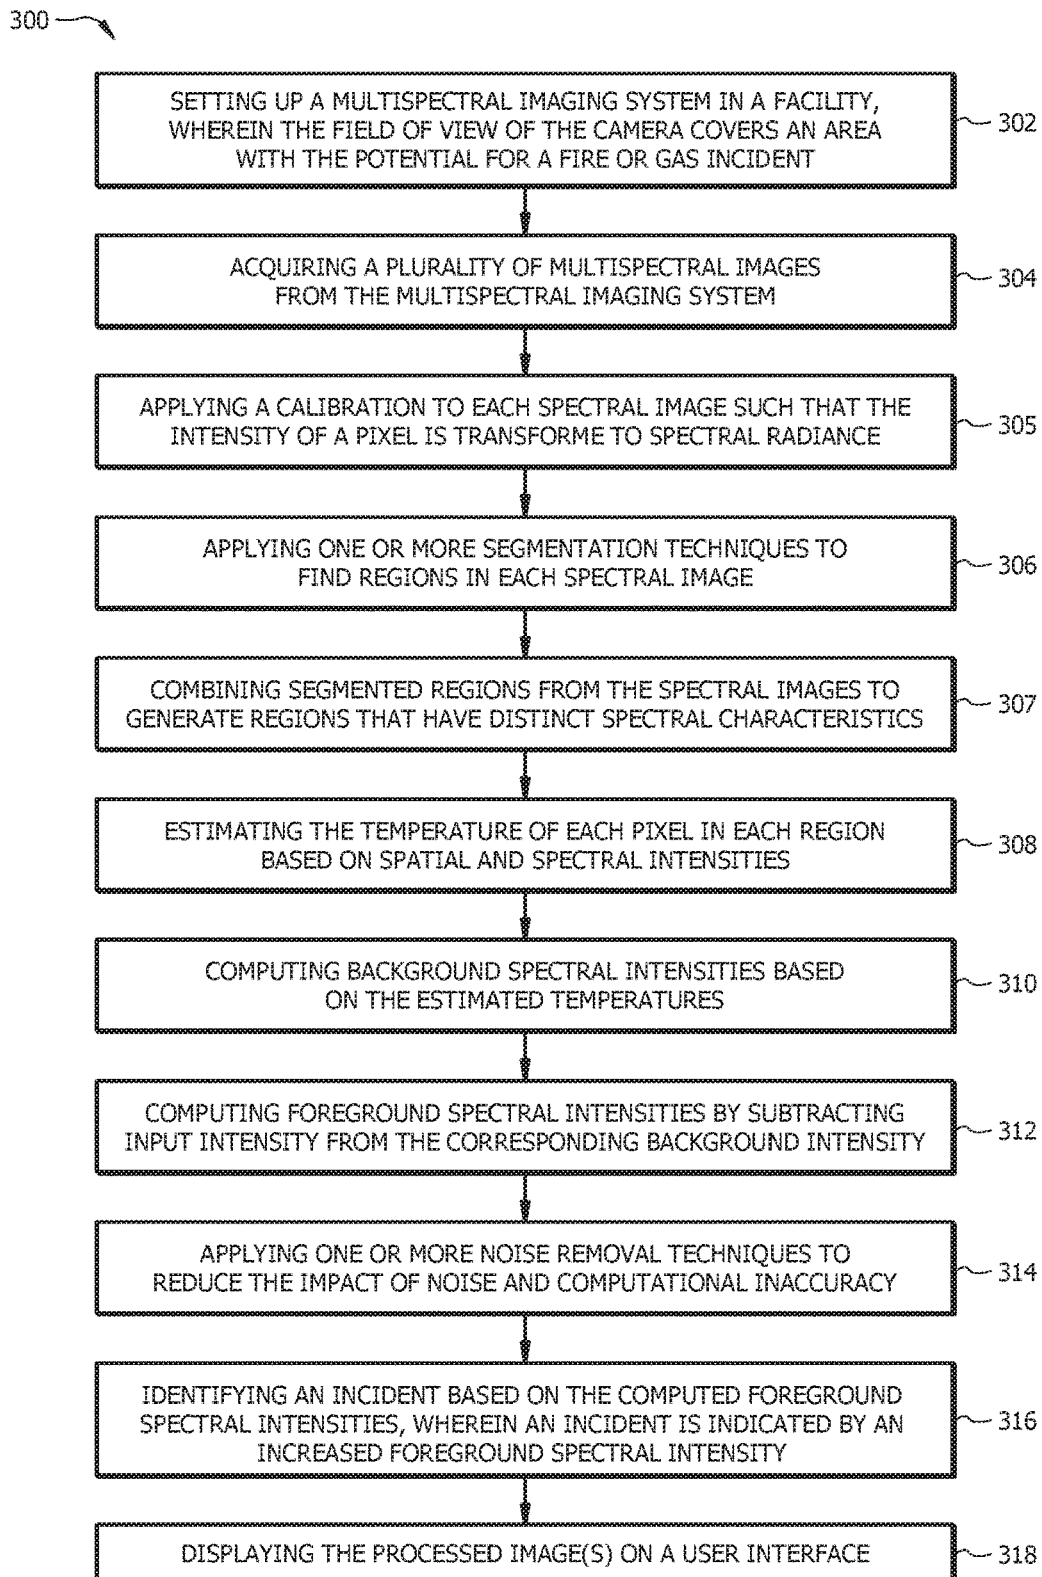 300
SETTING UP A MULTISPECTRAL IMAGING SYSTEM IN A FACILITY,
WHEREIN THE FIELD OF VIEW OF THE CAMERA COVERS AN AREA
WITH THE POTENTIAL FOR A FIRE OR GAS INCIDENT
302
ACQUIRING A PLURALITY OF MULTISPECTRAL IMAGES
FROM THE MULTISPECTRAL IMAGING SYSTEM
304
APPLYING A CALIBRATION TO EACH SPECTRAL IMAGE SUCH THAT THE
INTENSITY OF A PIXEL IS TRANSFORME TO SPECTRAL RADIANCE
305
APPLYING ONE OR MORE SEGMENTATION TECHNIQUES TO
FIND REGIONS IN EACH SPECTRAL IMAGE
306
COMBINING SEGMENTED REGIONS FROM THE SPECTRAL IMAGES TO
GENERATE REGIONS THAT HAVE DISTINCT SPECTRAL CHARACTERISTICS
307
ESTIMATING THE TEMPERATURE OF EACH PIXEL IN EACH REGION
BASED ON SPATIAL AND SPECTRAL INTENSITIES
308
COMPUTING BACKGROUND SPECTRAL INTENSITIES BASED
ON THE ESTIMATED TEMPERATURES
310
COMPUTING FOREGROUND SPECTRAL INTENSITIES BY SUBTRACTING
INPUT INTENSITY FROM THE CORRESPONDING BACKGROUND INTENSITY
312
APPLYING ONE OR MORE NOISE REMOVAL TECHNIQUES TO
REDUCE THE IMPACT OF NOISE AND COMPUTATIONAL INACCURACY
314
IDENTIFYING AN INCIDENT BASED ON THE COMPUTED FOREGROUND
SPECTRAL INTENSITIES, WHEREIN AN INCIDENT IS INDICATED BY AN
INCREASED FOREGROUND SPECTRAL INTENSITY
316
DISPLAYING THE PROCESSED IMAGE(S) ON A USER INTERFACE
318